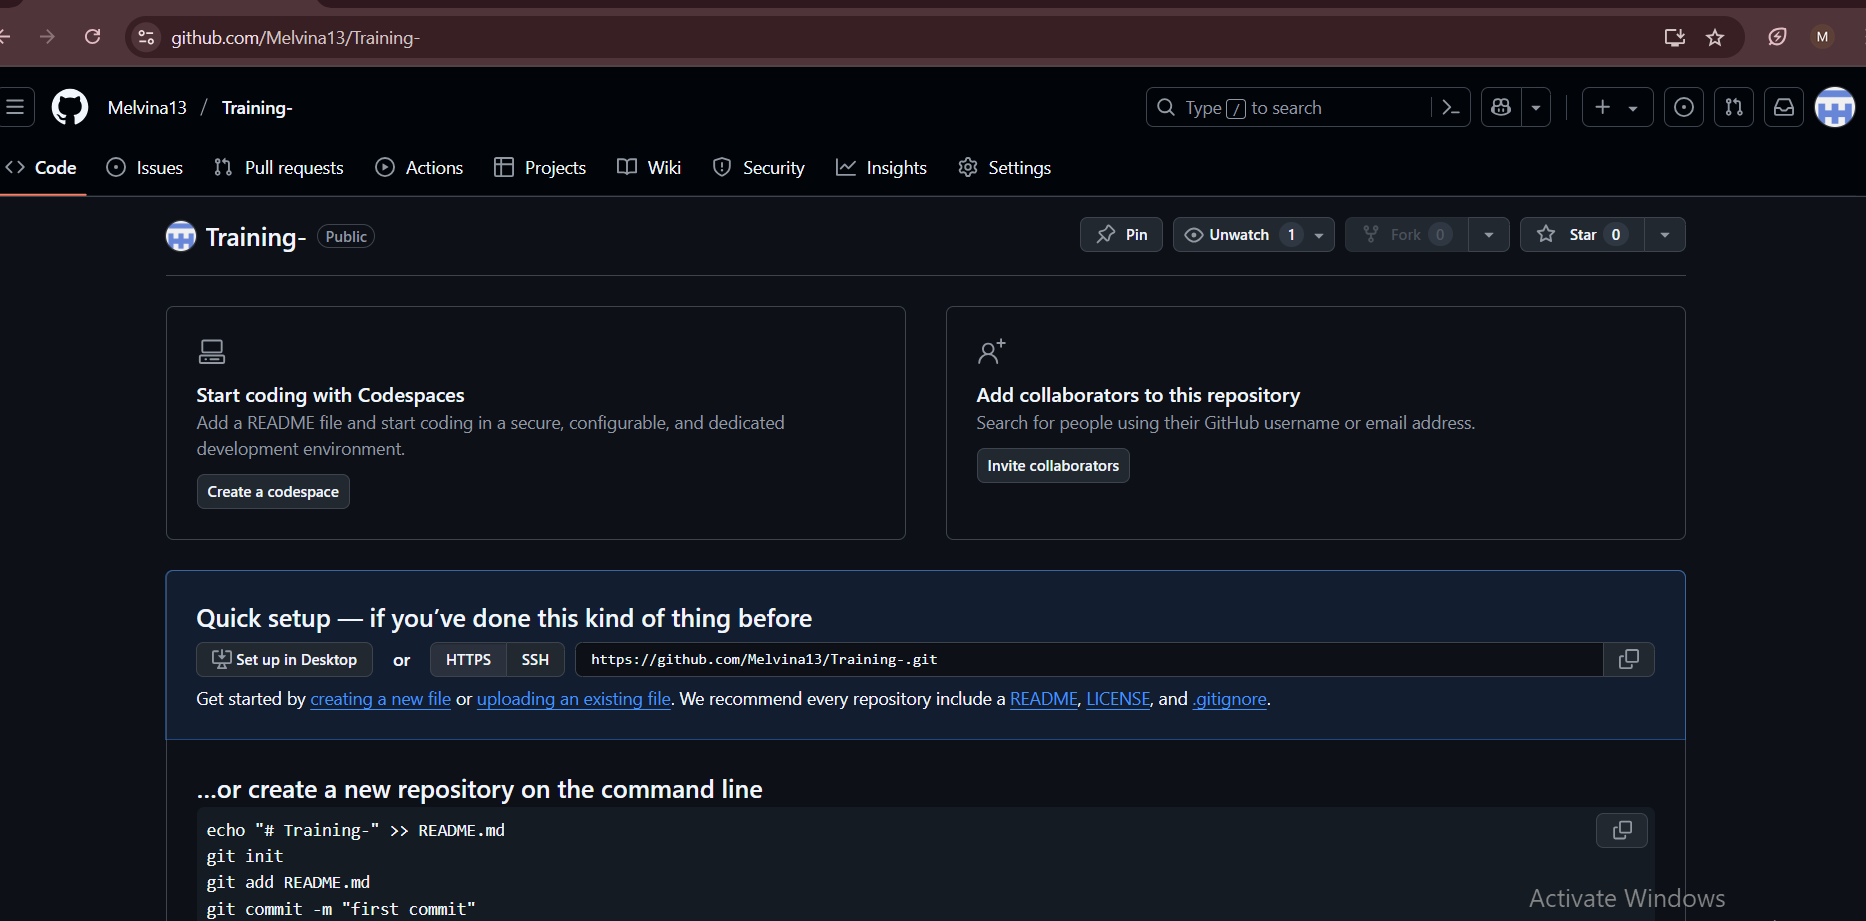 github.com/Melvina13/Training-
M
Melvina13 / Training-
Type / to search
Code Issues Pull requests Actions Projects Wiki Security Insights Settings
Training- Public
Pin Unwatch 1 Fork 0 Star 0
Start coding with Codespaces
Add a README file and start coding in a secure, configurable, and dedicated
development environment.
Create a codespace
Add collaborators to this repository
Search for people using their GitHub username or email address.
Invite collaborators
Quick setup — if you’ve done this kind of thing before
Set up in Desktop or HTTPS SSH https://github.com/Melvina13/Training-.git
Get started by creating a new file or uploading an existing file. We recommend every repository include a README, LICENSE, and .gitignore.
…or create a new repository on the command line
echo "# Training-" >> README.md
git init
git add README.md
git commit -m "first commit"
Activate Windows